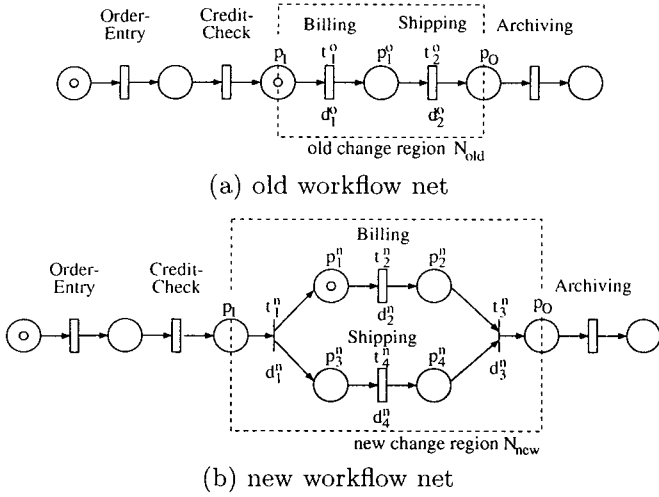 Order-Entry
Credit-Check
Billing
Shipping
Archiving
p_I
t_1^o
p_1^o
t_2^o
p_O
d_1^o
d_2^o
old change region N_old
(a) old workflow net
Billing
Order-Entry
Credit-Check
p_1^n
t_2^n
p_2^n
Archiving
p_I
t_1^n
d_2^n
t_3^n
p_O
Shipping
d_1^n
p_3^n
t_4^n
p_4^n
d_3^n
d_4^n
new change region N_new
(b) new workflow net